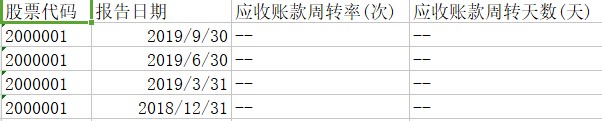 股票代码 报告日期 应收账款周转率(次) 应收账款周转天数(天)
2000001 2019/9/30 -- --
2000001 2019/6/30 -- --
2000001 2019/3/31 -- --
2000001 2018/12/31 -- --